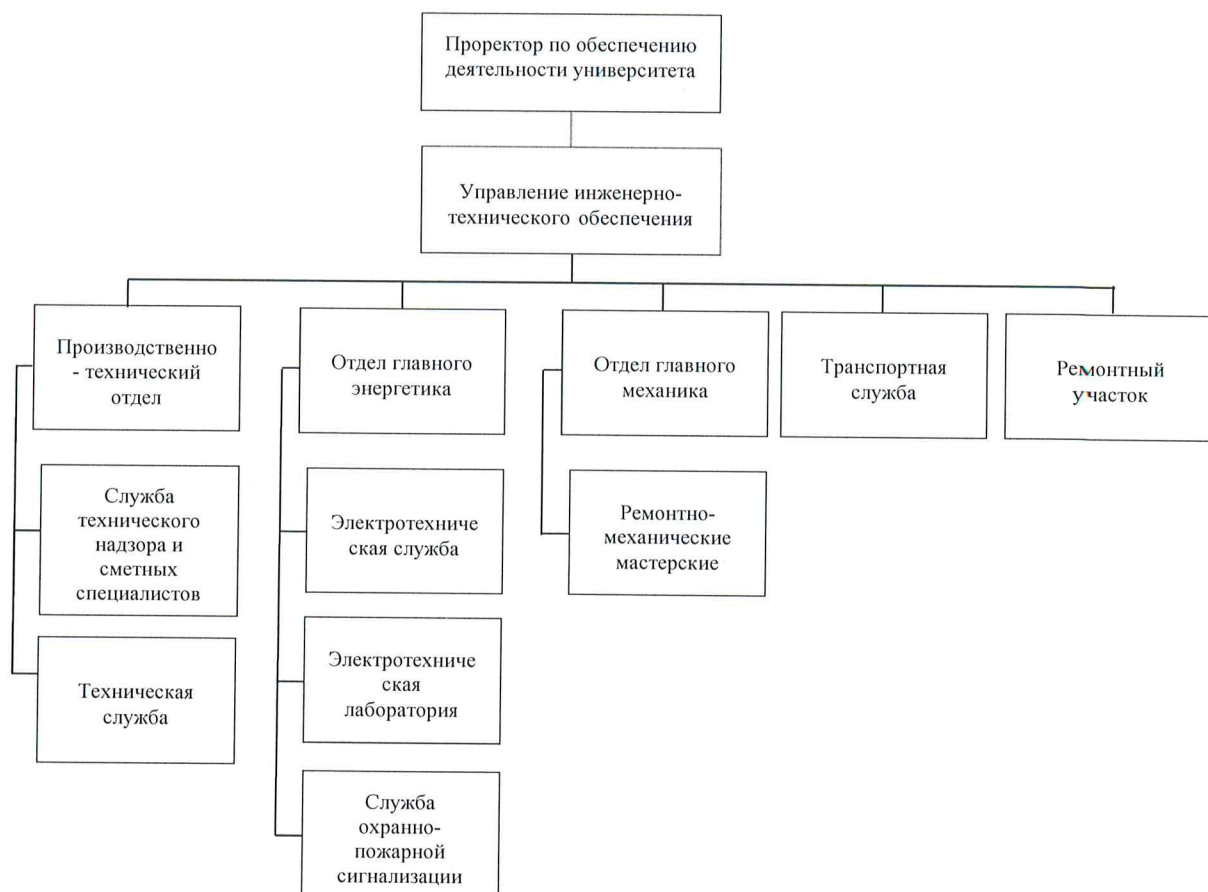 Проректор по обеспечению
деятельности университета
Управление инженерно-
технического обеспечения
Производственно
- технический
отдел
Отдел главного
энергетика
Отдел главного
механика
Транспортная
служба
Ремонтный
участок
Служба
технического
надзора и
сметных
специалистов
Электротехниче
ская служба
Ремонтно-
механические
мастерские
Техническая
служба
Электротехниче
ская
лаборатория
Служба
охранно-
пожарной
сигнализации